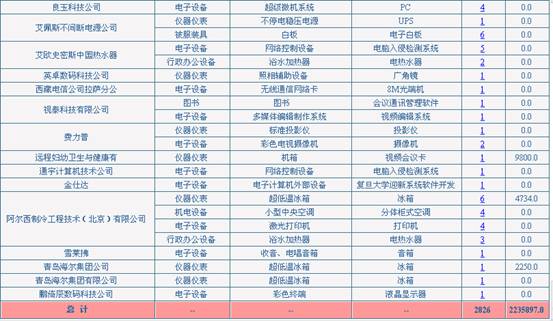 良玉科技公司 电子设备 超微微机系统 PC 4 0.0
艾佩斯不间断电源公司 仪器仪表 不停电稳压电源 UPS 1 0.0
被服装具 白板 电子白板 6 0.0
艾欧史密斯中国热水器 电子设备 网络控制设备 电脑入侵检测系统 5 0.0
行政办公设备 浴水加热器 电热水器 2 0.0
英卓数码科技公司 仪器仪表 照相辅助设备 广角镜 1 0.0
西藏电信公司拉萨分公 电子设备 无线通信网络卡 8M光端机 1 0.0
视泰科技有限公司 图书 图书 会议通讯管理软件 1 0.0
电子设备 多媒体编辑制作系统 视频编辑系统 1 0.0
费力普 仪器仪表 标准投影仪 投影仪 1 0.0
电子设备 彩色电视摄像机 摄像机 2 0.0
远程妇幼卫生与健康有 仪器仪表 机箱 视频会议卡 1 9800.0
通宇计算机技术公司 电子设备 网络控制设备 电脑入侵检测系统 1 0.0
金仕达 电子设备 电子计算机外部设备 复旦大学迎新系统软件开发 1 0.0
阿尔西制冷工程技术（北京）有限公司 仪器仪表 超低温冰箱 冰箱 6 4734.0
机电设备 小型中央空调 分体柜式空调 4 0.0
电子设备 激光打印机 打印机 4 0.0
行政办公设备 浴水加热器 电热水器 3 0.0
雪莱拂 电子设备 收音、电唱音箱 音箱 1 0.0
青岛海尔集团公司 仪器仪表 超低温冰箱 冰箱 1 2250.0
青岛海尔集团有限公司 仪器仪表 超低温冰箱 冰箱 1 0.0
数码科技公司 电子设备 彩色终端 液晶显示器 1 0.0
总 计 -- -- -- 2826 2235897.0